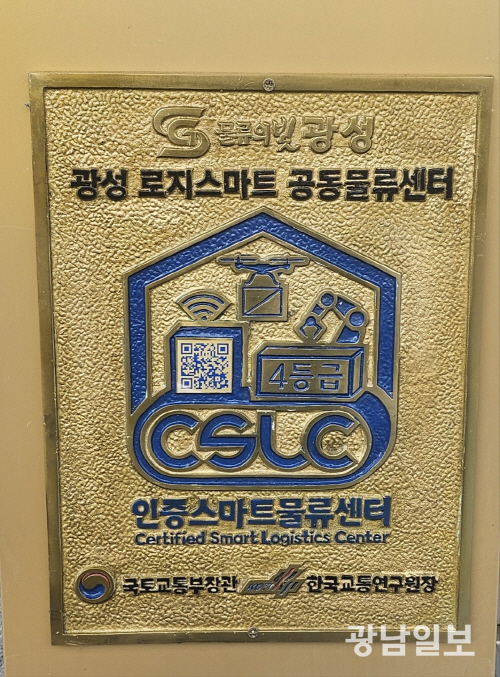 물류의 빛 광성
광성 로지스마트 공동물류센터
4등급
CSLC
인증스마트물류센터
Certified Smart Logistics Center
국토교통부장관 한국교통연구원장
광남일보